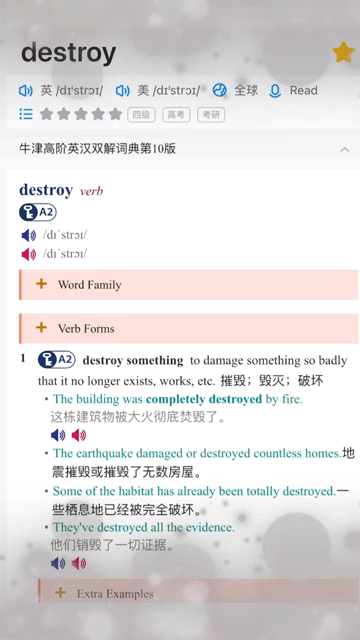 destroy
英 /dɪˈstrɔɪ/ 美 /dɪˈstrɔɪ/ 全球 Read
四级 高考 考研
牛津高阶英汉双解词典第10版
destroy verb
A2
/dɪˈstrɔɪ/
/dɪˈstrɔɪ/
+ Word Family
+ Verb Forms
1 A2 destroy something to damage something so badly
that it no longer exists, works, etc. 摧毁；毁灭；破坏
• The building was completely destroyed by fire.
这栋建筑物被大火彻底焚毁了。
• The earthquake damaged or destroyed countless homes.地
震摧毁或摧毁了无数房屋。
• Some of the habitat has already been totally destroyed.一
些栖息地已经被完全破坏。
• They've destroyed all the evidence.
他们销毁了一切证据。
+ Extra Examples